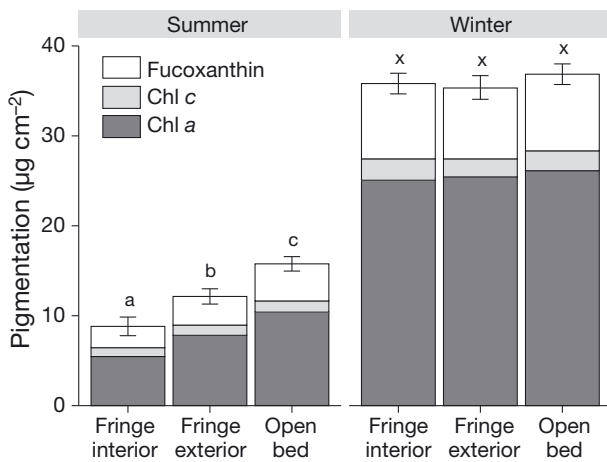 Summer Winter
40
30
20
10
0
Pigmentation (µg cm–2)
Fucoxanthin
Chl c
Chl a
a
b
c
x
x
x
Fringe interior
Fringe exterior
Open bed
Fringe interior
Fringe exterior
Open bed